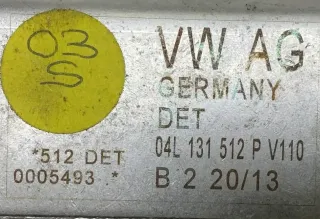 03
S
VW AG
GERMANY
DET
04L 131 512 P V110
B 2 20/13
*512 DET
0005493 *